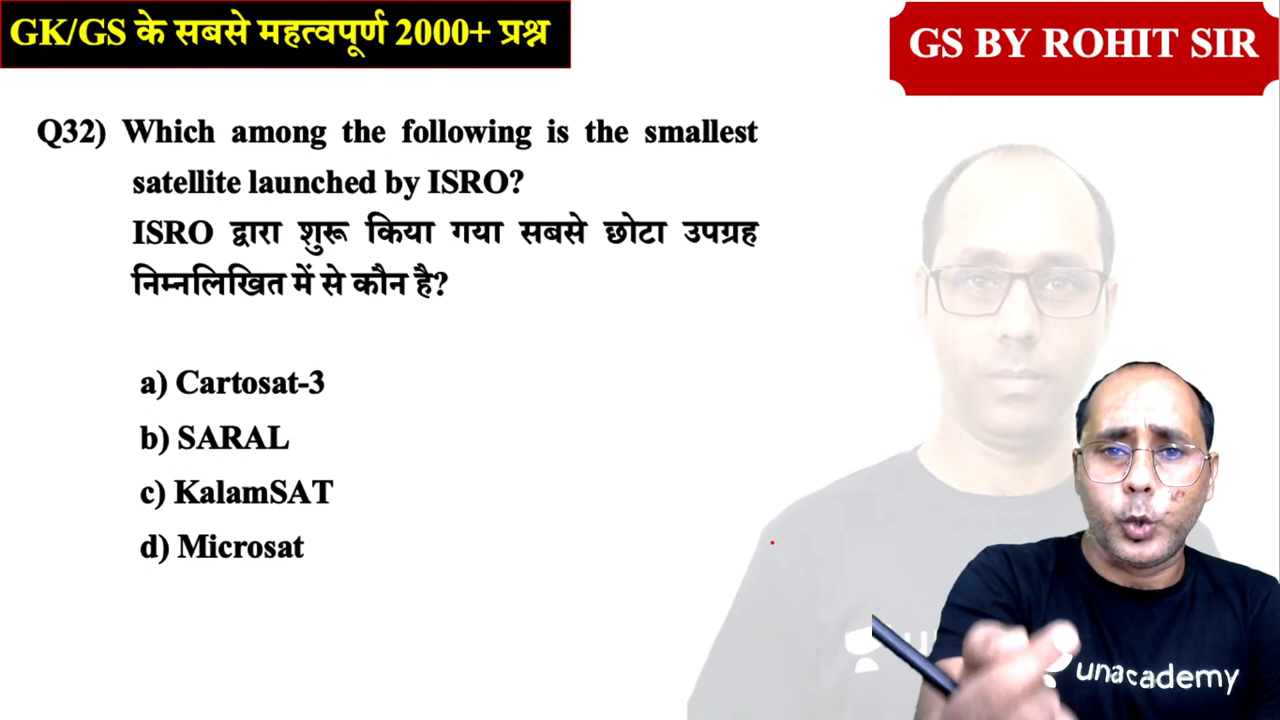 GK/GS के सबसे महत्वपूर्ण 2000+ प्रश्न
GS BY ROHIT SIR
Q32) Which among the following is the smallest
satellite launched by ISRO?
ISRO द्वारा शुरू किया गया सबसे छोटा उपग्रह
निम्नलिखित में से कौन है?
a) Cartosat-3
b) SARAL
c) KalamSAT
d) Microsat
unacademy